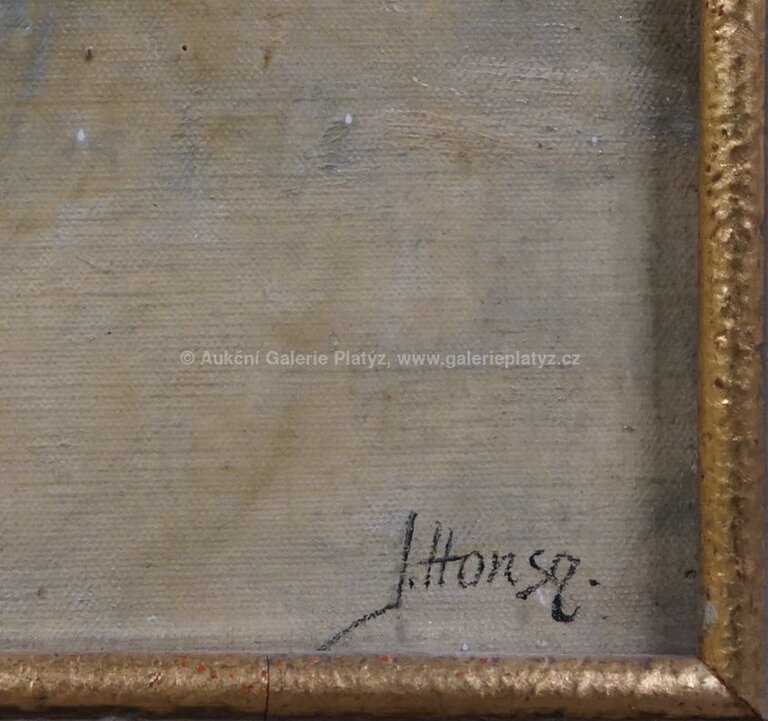 © Aukční Galerie Platýz, www.galerieplatyz.cz
J. Honsa.